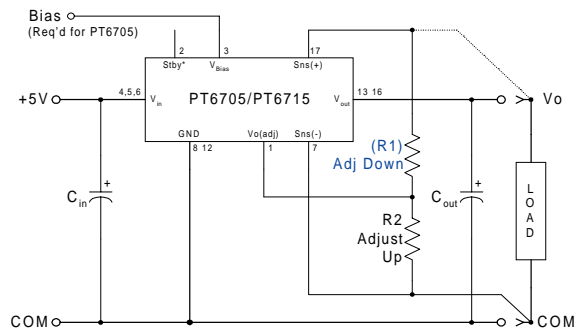 Bias
(Req'd for PT6705)
2
3
17
Stby*
VBias
Sns(+)
+5V
4,5,6
Vin
PT6705/PT6715
Vout
13 16
Vo
GND
Vo(adj)
Sns(-)
8 12
1
7
(R1)
Adj Down
Cin
+
R2
Adjust
Up
Cout
+
LOAD
COM
COM